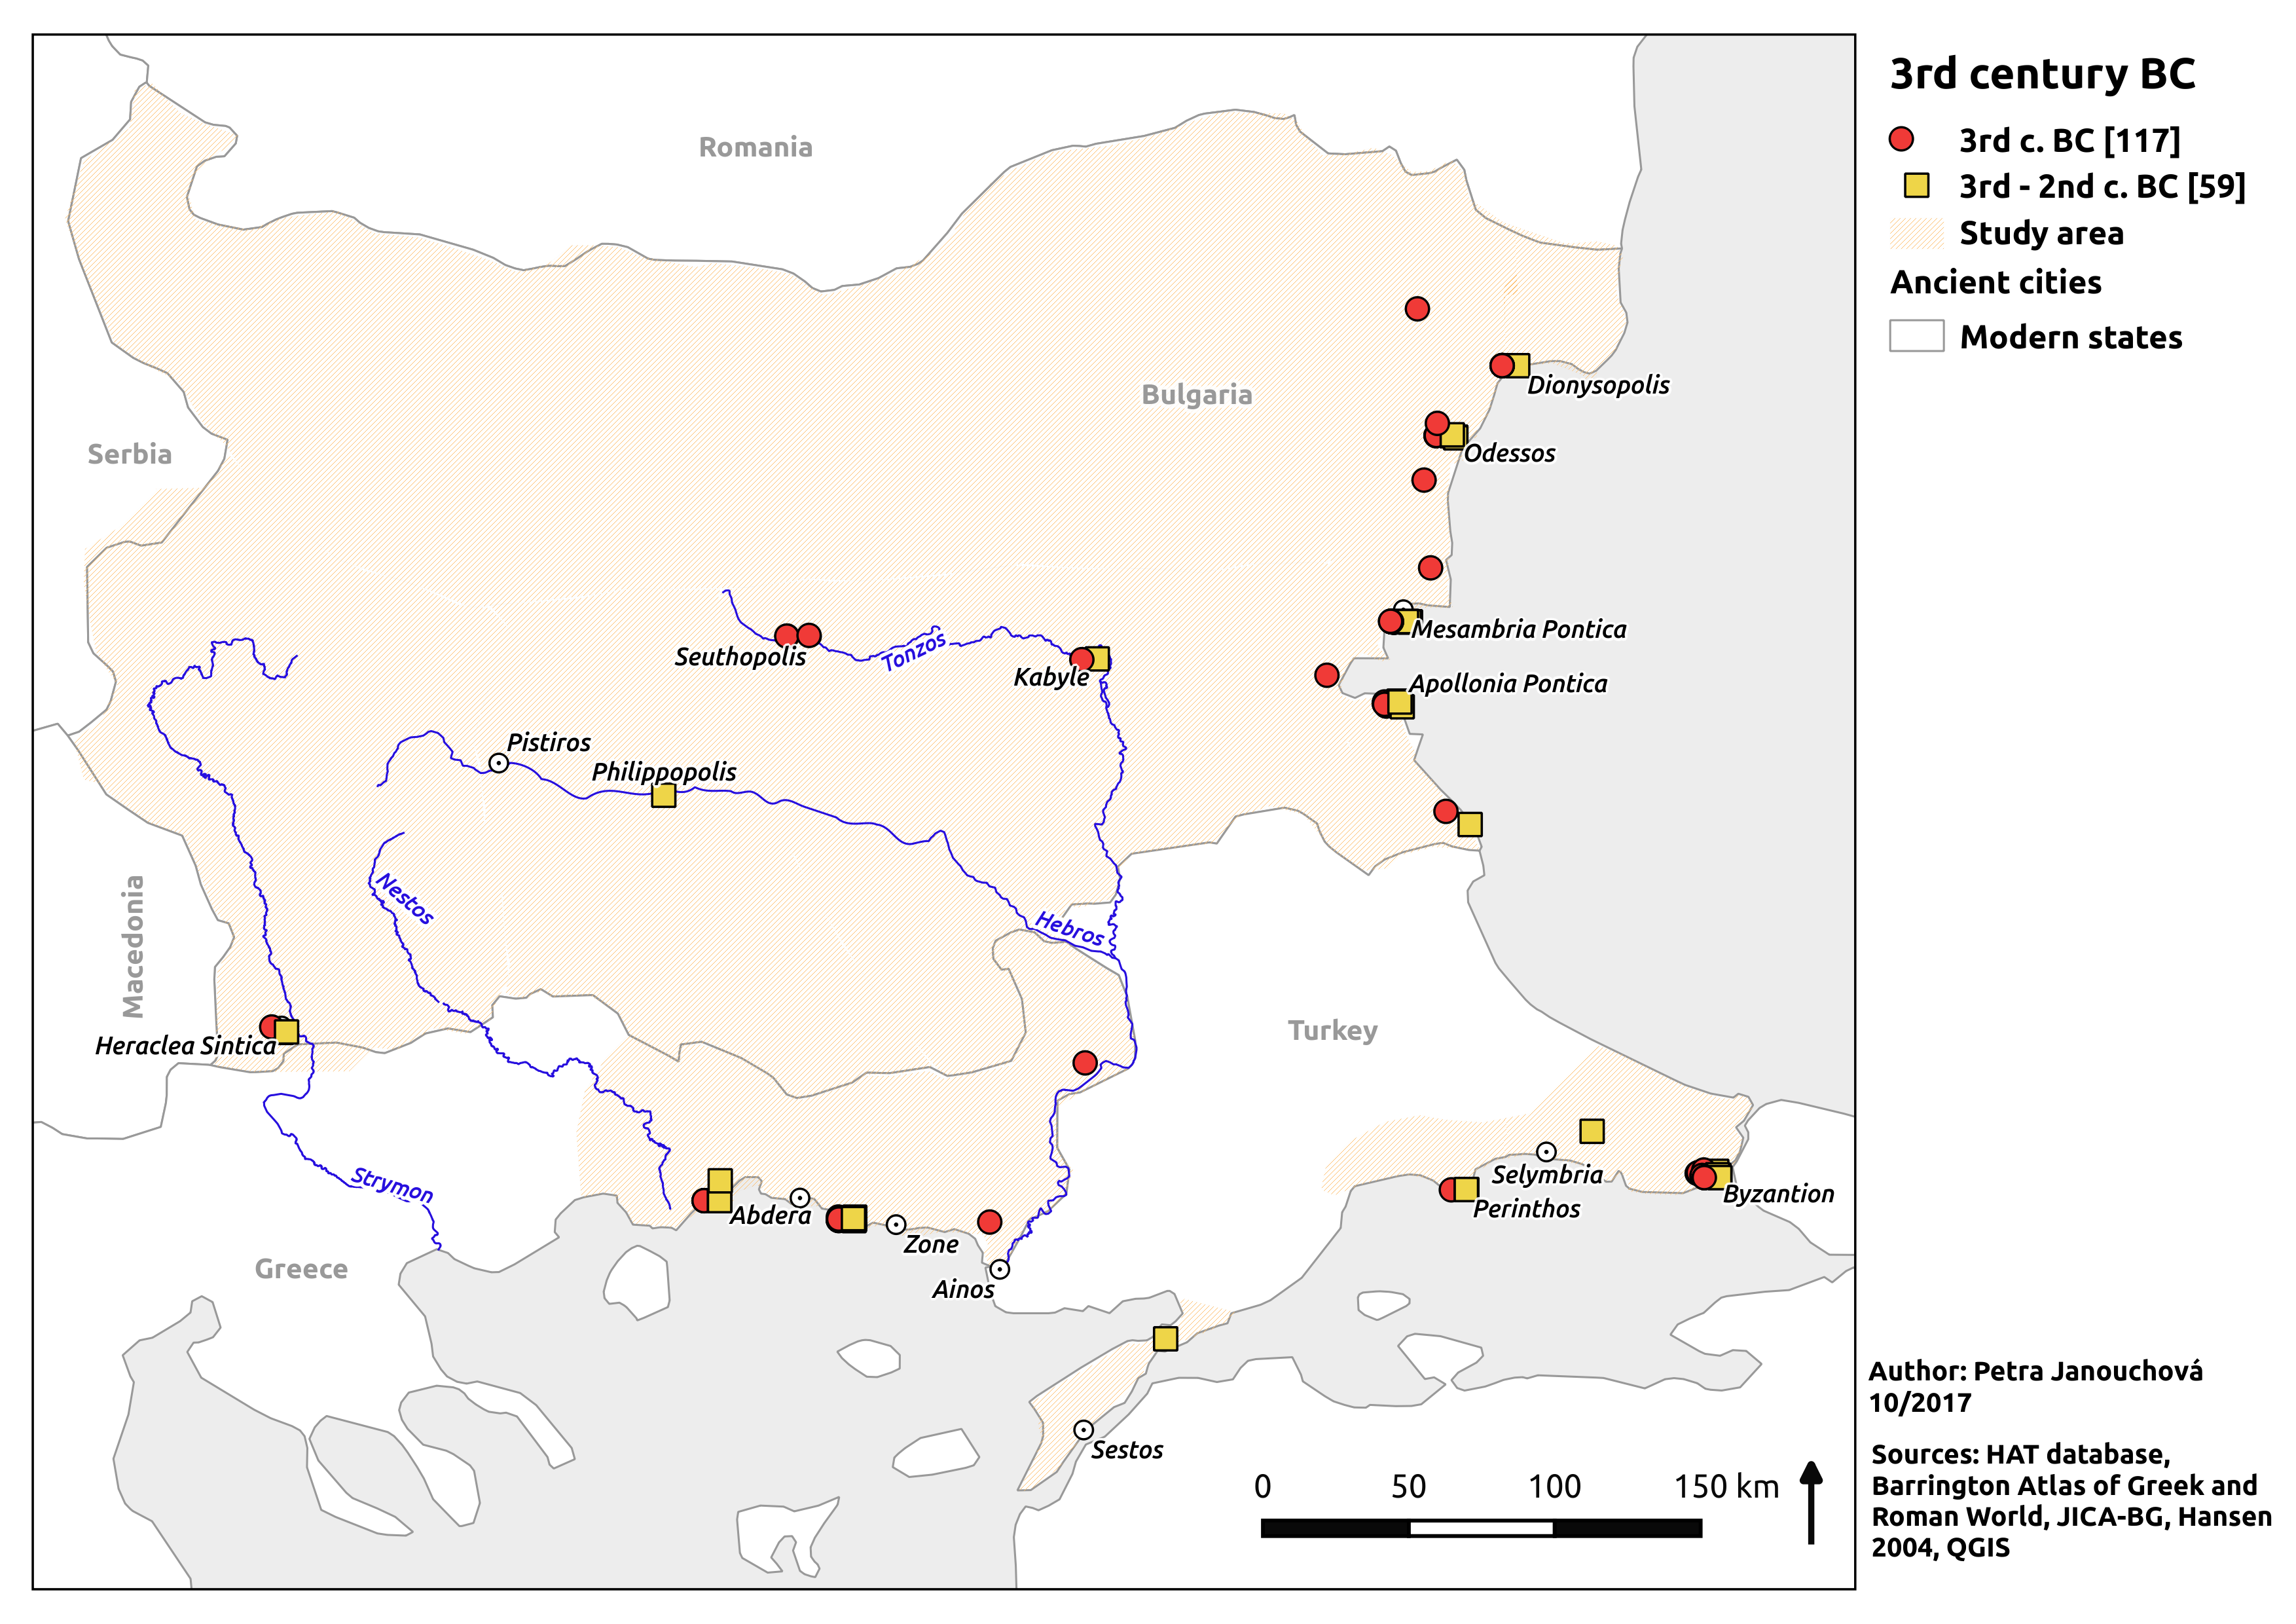 3rd century BC
3rd c. BC [117]
3rd - 2nd c. BC [59]
Study area
Ancient cities
Modern states
Romania
Bulgaria
Serbia
Macedonia
Greece
Turkey
Dionysopolis
Odessos
Mesambria Pontica
Apollonia Pontica
Seuthopolis
Tonzos
Kabyle
Pistiros
Philippopolis
Nestos
Hebros
Heraclea Sintica
Strymon
Abdera
Zone
Ainos
Selymbria
Perinthos
Byzantion
Sestos
0 50 100 150 km
Author: Petra Janouchová
10/2017
Sources: HAT database,
Barrington Atlas of Greek and
Roman World, JICA-BG, Hansen
2004, QGIS